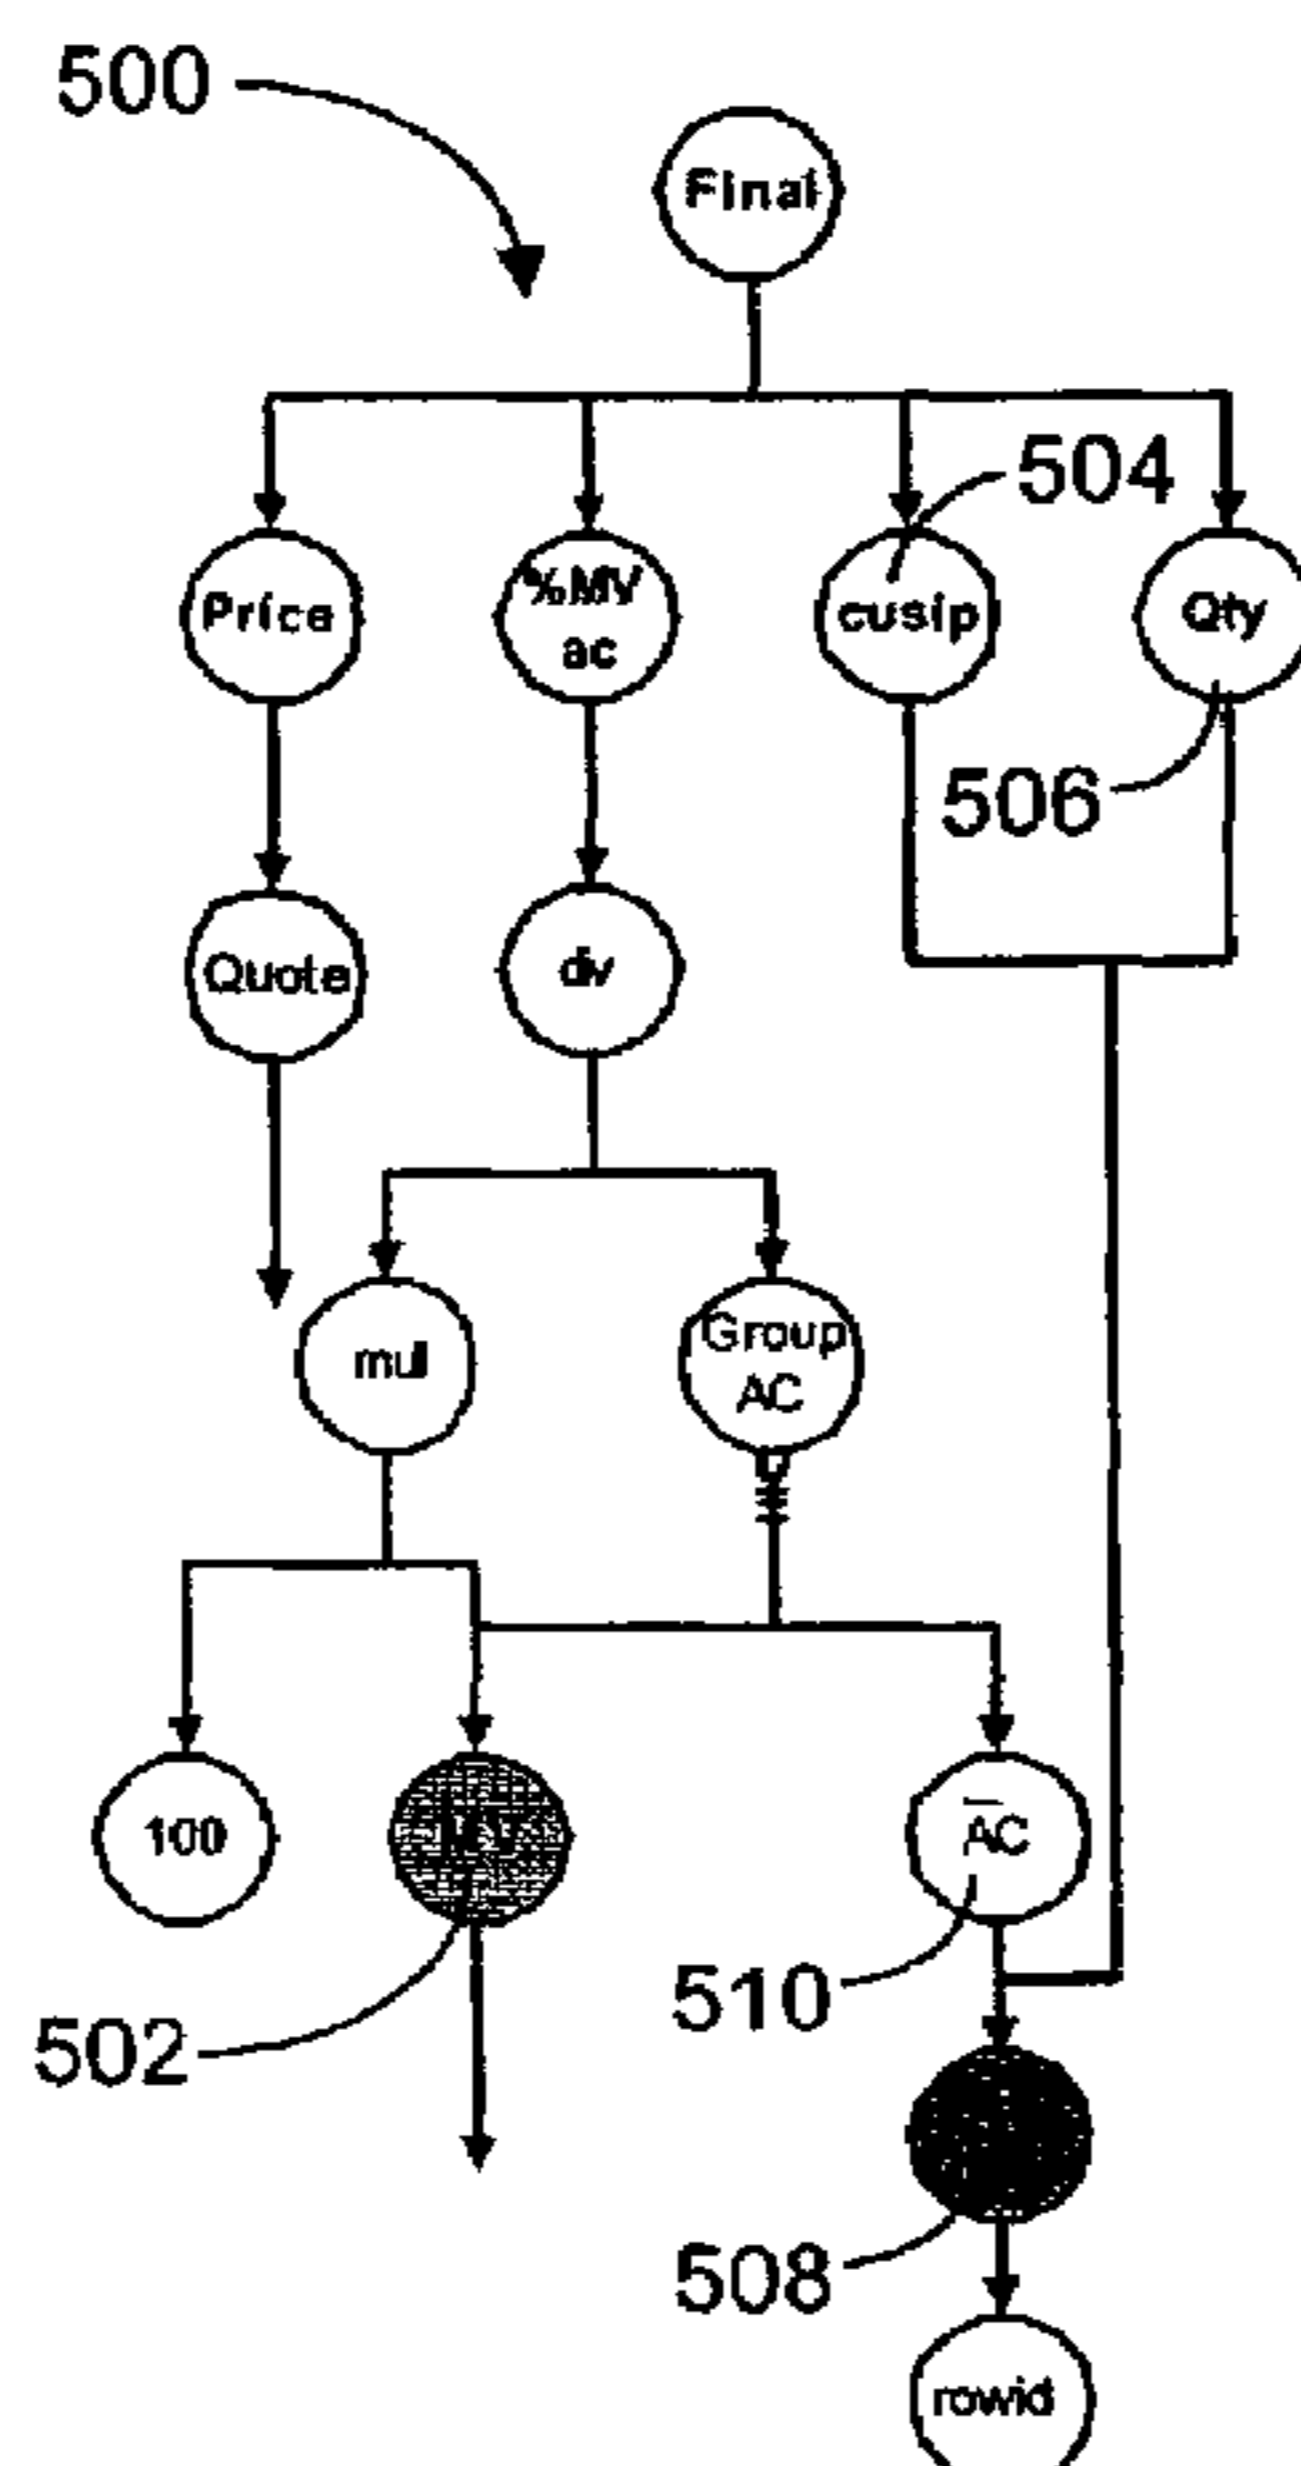 500
Final
504
Price
%MV
ac
cusip
Qty
506
Quote
div
mul
Group
AC
100
AC
510
502
508
rowid